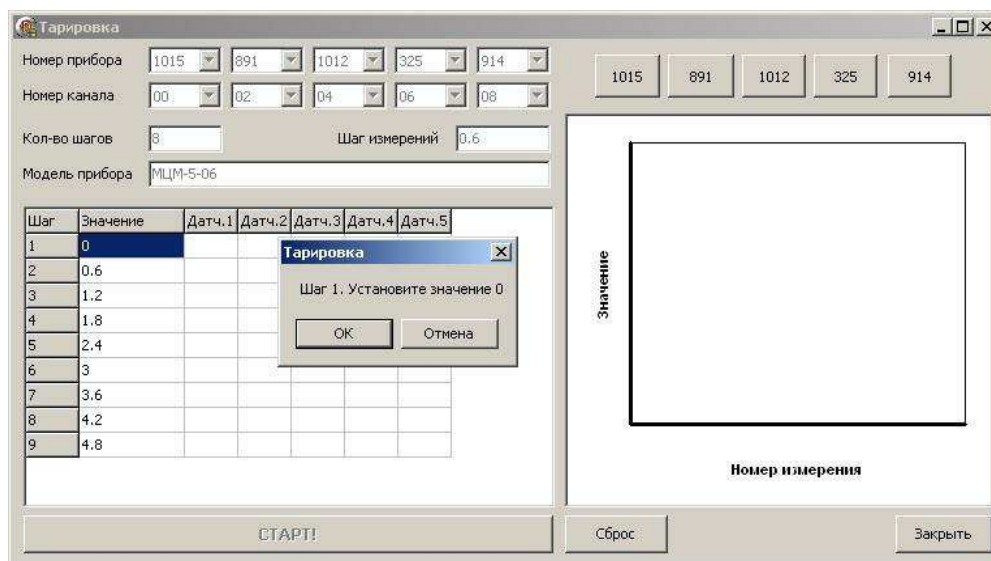 Тарировка
Номер прибора 1015 891 1012 325 914
Номер канала 00 02 04 06 08
Кол-во шагов 8 Шаг измерений 0.6
Модель прибора МЦМ-5-06
1015 891 1012 325 914
Шаг Значение Датч.1 Датч.2 Датч.3 Датч.4 Датч.5
1 0
2 0.6
3 1.2
4 1.8
5 2.4
6 3
7 3.6
8 4.2
9 4.8
Тарировка
Шаг 1. Установите значение 0
ОК Отмена
Значение
Номер измерения
СТАРТ! Сброс Закрыть